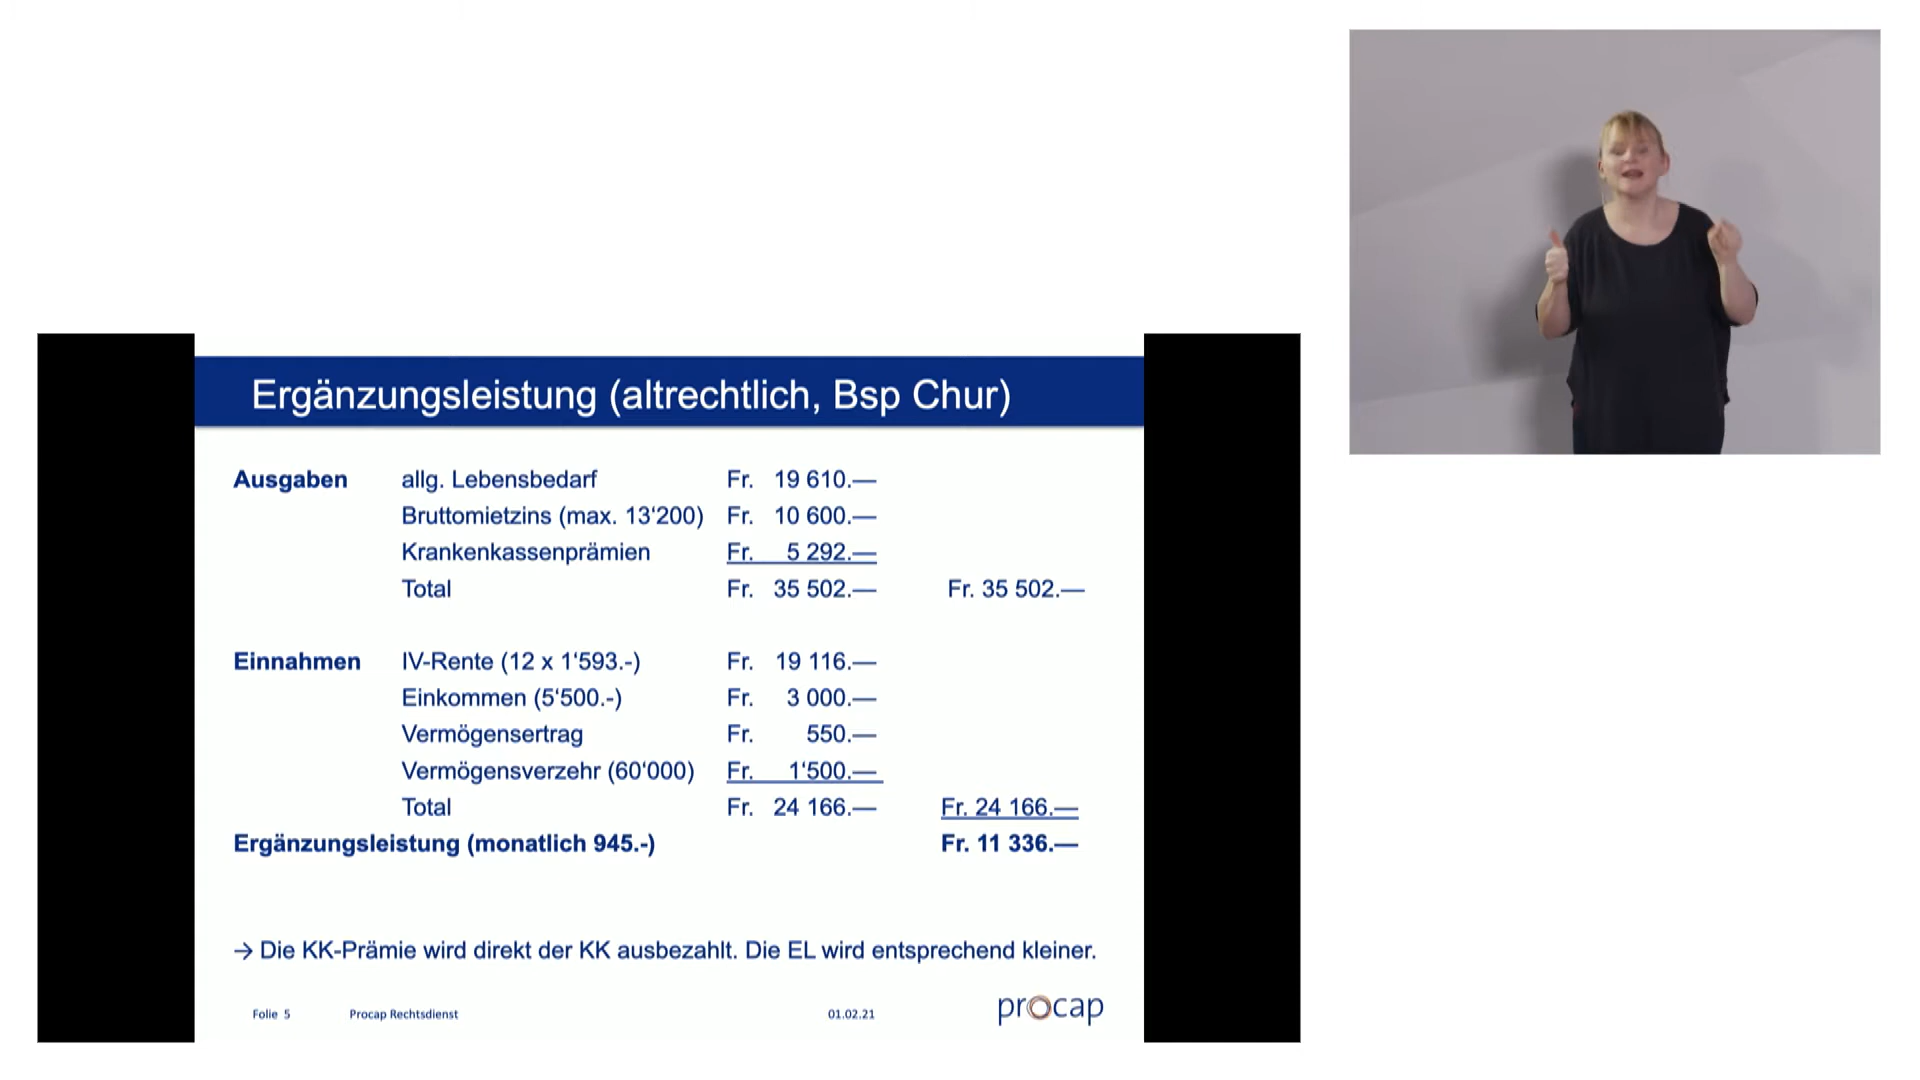 Ergänzungsleistung (altrechtlich, Bsp Chur)
Ausgaben allg. Lebensbedarf Fr. 19 610.—
Bruttomietzins (max. 13‘200) Fr. 10 600.—
Krankenkassenprämien Fr. 5 292.—
Total Fr. 35 502.— Fr. 35 502.—
Einnahmen IV-Rente (12 x 1‘593.-) Fr. 19 116.—
Einkommen (5‘500.-) Fr. 3 000.—
Vermögensertrag Fr. 550.—
Vermögensverzehr (60‘000) Fr. 1‘500.—
Total Fr. 24 166.— Fr. 24 166.—
Ergänzungsleistung (monatlich 945.-) Fr. 11 336.—
→ Die KK-Prämie wird direkt der KK ausbezahlt. Die EL wird entsprechend kleiner.
Folie 5 Procap Rechtsdienst 01.02.21 procap